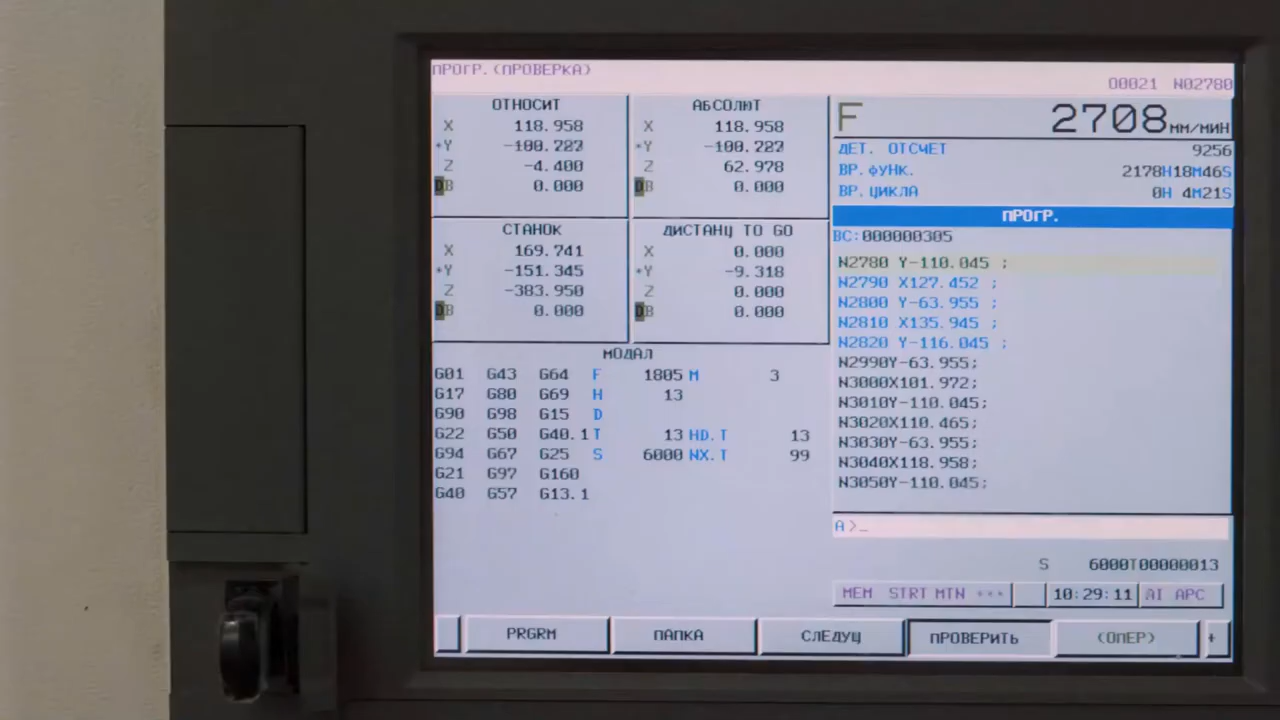 ПРОГР.(ПРОВЕРКА)
O0021 N02780
ОТНОСИТ
X 118.958
*Y
Z -4.400
B 0.000
АБСОЛЮТ
X 118.958
*Y
Z 62.978
B 0.000
СТАНОК
X 169.741
*Y -151.345
Z -383.950
B 0.000
ДИСТАНЦ TO GO
X 0.000
*Y -9.318
Z 0.000
B 0.000
МОДАЛ
G01 G43 G64 F 1805 M 3
G17 G80 G69 H 13
G90 G98 G15 D
G22 G50 G40.1 T 13 HD.T 13
G94 G67 G25 S 6000 NX.T 99
G21 G97 G160
G40 G57 G13.1
F 2708 ММ/МИН
ДЕТ. ОТСЧЕТ 9256
ВР.ФУНК. 2178H18M46S
ВР.ЦИКЛА 0H 4M21S
ПРОГР.
BC:000000305
N2780 Y-110.045 ;
N2790 X127.452 ;
N2800 Y-63.955 ;
N2810 X135.945 ;
N2820 Y-116.045 ;
N2990Y-63.955;
N3000X101.972;
N3010Y-110.045;
N3020X110.465;
N3030Y-63.955;
N3040X118.958;
N3050Y-110.045;
A >_
S 6000T00000013
MEM STRT MTN *** 10:29:11 AI APC
PRGRM ПАПКА СЛЕДУЩ ПРОВЕРИТЬ (ОПЕР) +